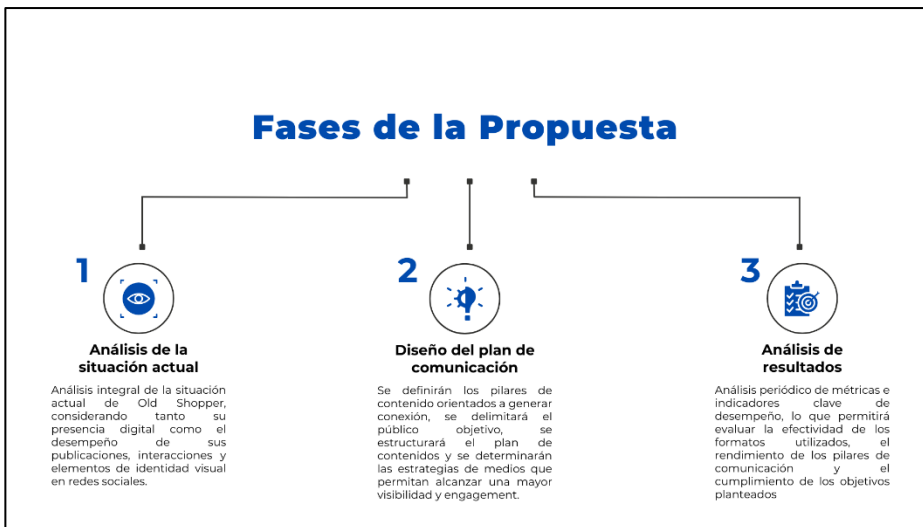 Fases de la Propuesta
1
Análisis de la
situación actual
Análisis integral de la situación
actual de Old Shopper,
considerando tanto su
presencia digital como el
desempeño de sus
publicaciones, interacciones y
elementos de identidad visual
en redes sociales.
2
Diseño del plan de
comunicación
Se definirán los pilares de
contenido orientados a generar
conexión, se delimitará el
público objetivo, se
estructurará el plan de
contenidos y se determinarán
las estrategias de medios que
permitan alcanzar una mayor
visibilidad y engagement.
3
Análisis de
resultados
Análisis periódico de métricas e
indicadores clave de
desempeño, lo que permitirá
evaluar la efectividad de los
formatos utilizados, el
rendimiento de los pilares de
comunicación y el
cumplimiento de los objetivos
planteados